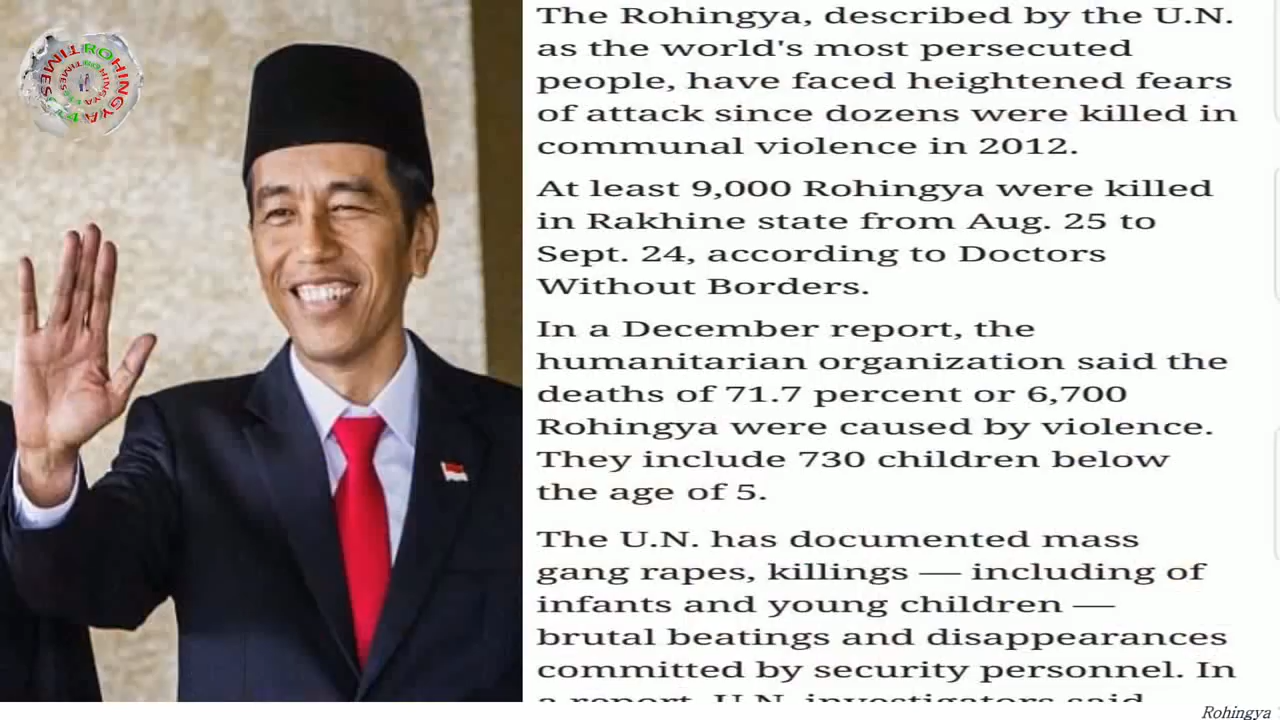 ROHINGYA TIMES
The Rohingya, described by the U.N.
as the world's most persecuted
people, have faced heightened fears
of attack since dozens were killed in
communal violence in 2012.
At least 9,000 Rohingya were killed
in Rakhine state from Aug. 25 to
Sept. 24, according to Doctors
Without Borders.
In a December report, the
humanitarian organization said the
deaths of 71.7 percent or 6,700
Rohingya were caused by violence.
They include 730 children below
the age of 5.
The U.N. has documented mass
gang rapes, killings — including of
infants and young children —
brutal beatings and disappearances
committed by security personnel. In
a report, U.N. investigators said
Rohingya